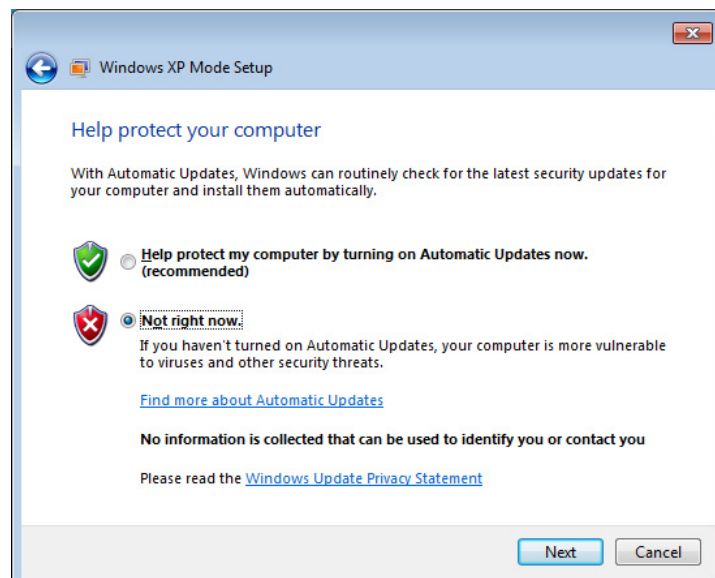 Windows XP Mode Setup
Help protect your computer
With Automatic Updates, Windows can routinely check for the latest security updates for
your computer and install them automatically.
Help protect my computer by turning on Automatic Updates now.
(recommended)
Not right now.
If you haven't turned on Automatic Updates, your computer is more vulnerable
to viruses and other security threats.
Find more about Automatic Updates
No information is collected that can be used to identify you or contact you
Please read the Windows Update Privacy Statement
Next
Cancel